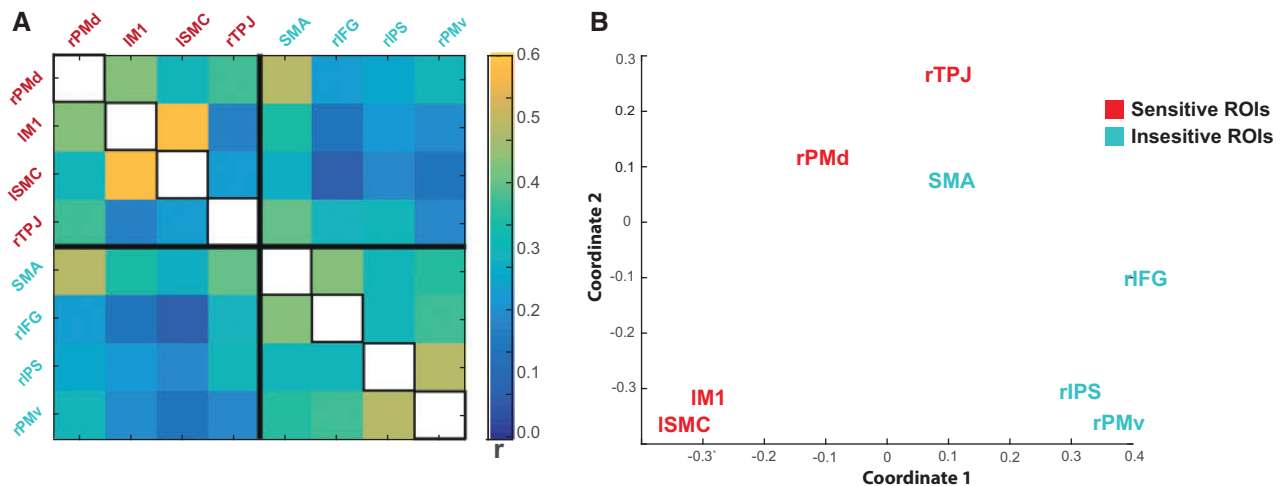 A
rPMd lM1 lSMC rTPJ SMA rIFG rIPS rPMv
rPMd
lM1
lSMC
rTPJ
SMA
rIFG
rIPS
rPMv
0.6
0.5
0.4
0.3
0.2
0.1
0.0
r
B
0.3
0.2
0.1
0
-0.1
-0.2
-0.3
Coordinate 2
rTPJ
rPMd
SMA
rIFG
lM1
lSMC
rIPS
rPMv
Sensitive ROIs
Insesitive ROIs
-0.3` -0.2 -0.1 0 0.1 0.2 0.3 0.4
Coordinate 1